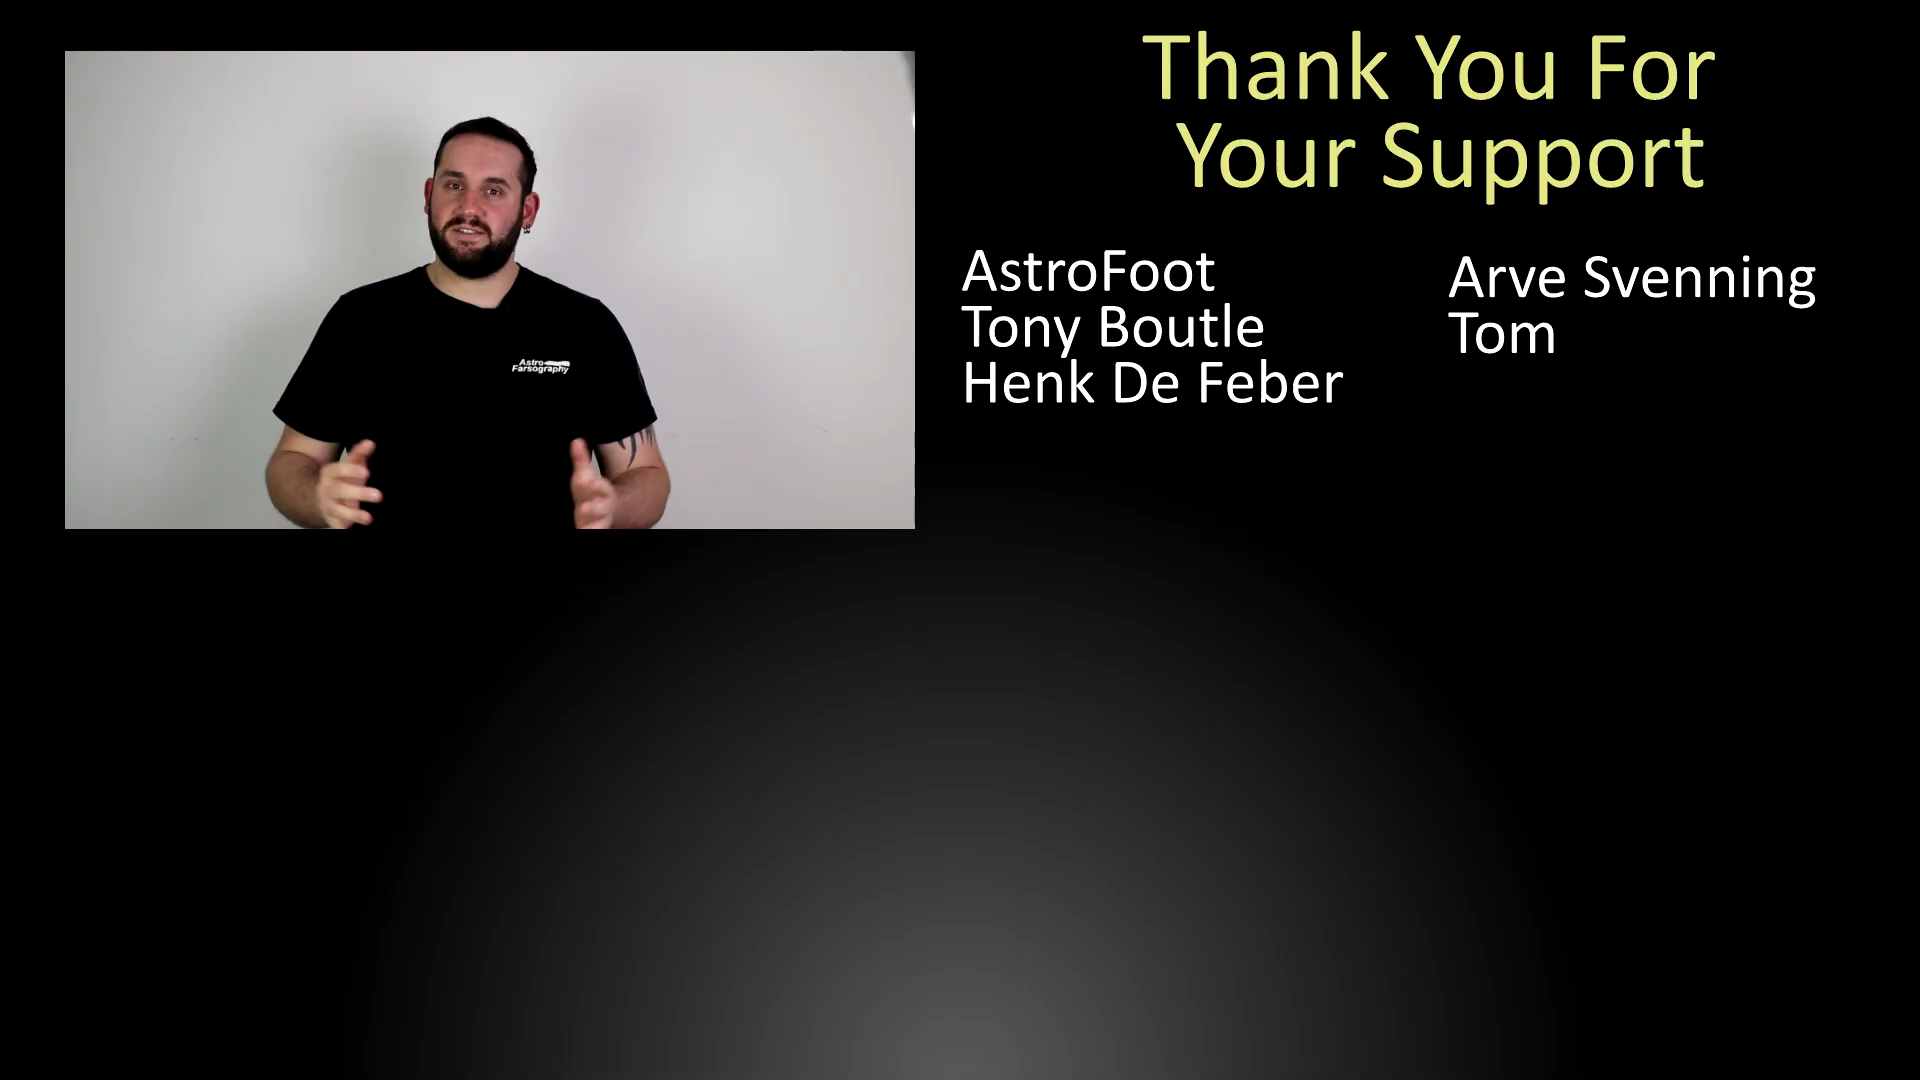 Thank You For
Your Support
AstroFoot
Tony Boutle
Henk De Feber
Arve Svenning
Tom
Astro
Farsography